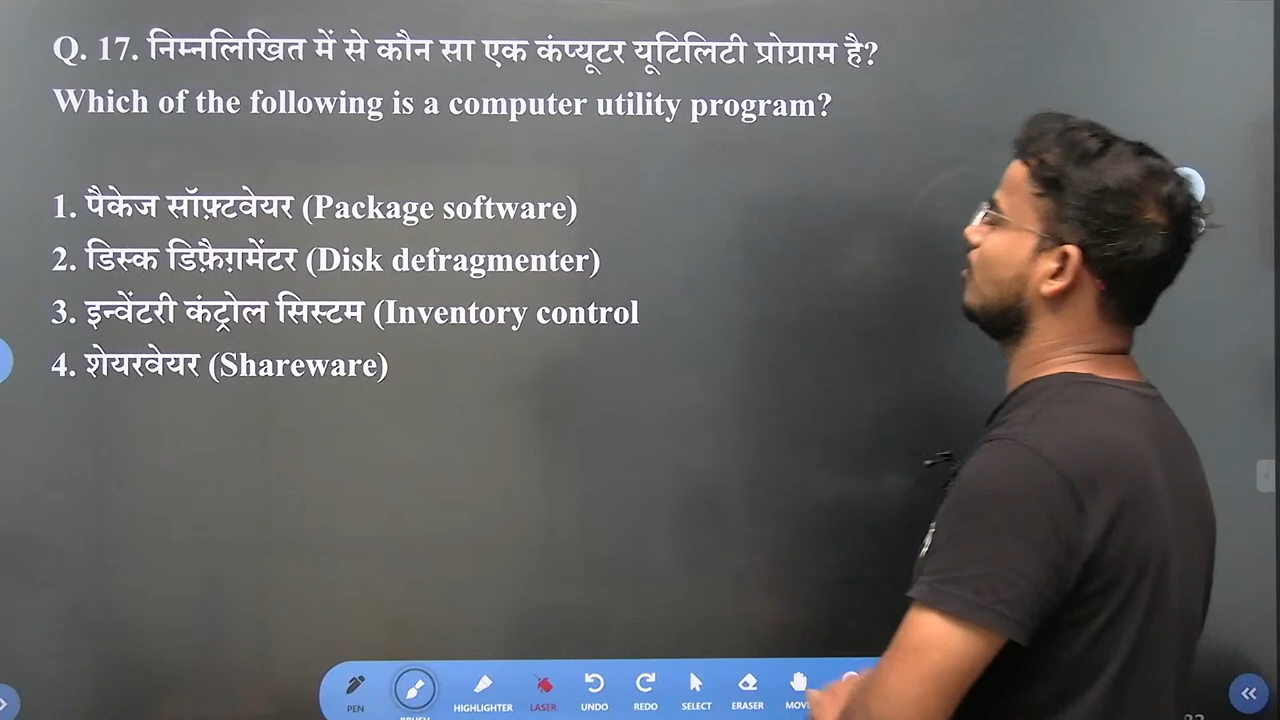 Q. 17. निम्नलिखित में से कौन सा एक कंप्यूटर यूटिलिटी प्रोग्राम है?
Which of the following is a computer utility program?
1. पैकेज सॉफ़्टवेयर (Package software)
2. डिस्क डिफ़्रैग़मेंटर (Disk defragmenter)
3. इन्वेंटरी कंट्रोल सिस्टम (Inventory control
4. शेयरवेयर (Shareware)
PEN HIGHLIGHTER LASER UNDO REDO SELECT ERASER MOVE